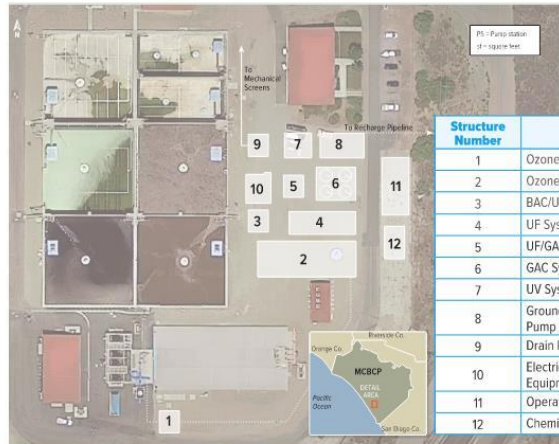 PS = Pump station
sf = square feet
To
Mechanical
Screens
To Recharge Pipeline
9
7
8
10
5
6
11
3
4
12
2
1
Riverside Co.
Orange Co.
MCBCP
DETAIL
AREA
Pacific
Ocean
San Diego Co.
Structure
Number
1 Ozone
2 Ozone
3 BAC/U
4 UF Sys
5 UF/GA
6 GAC S
7 UV Sys
8 Groun
Pump
9 Drain
10 Electri
Equipm
11 Opera
12